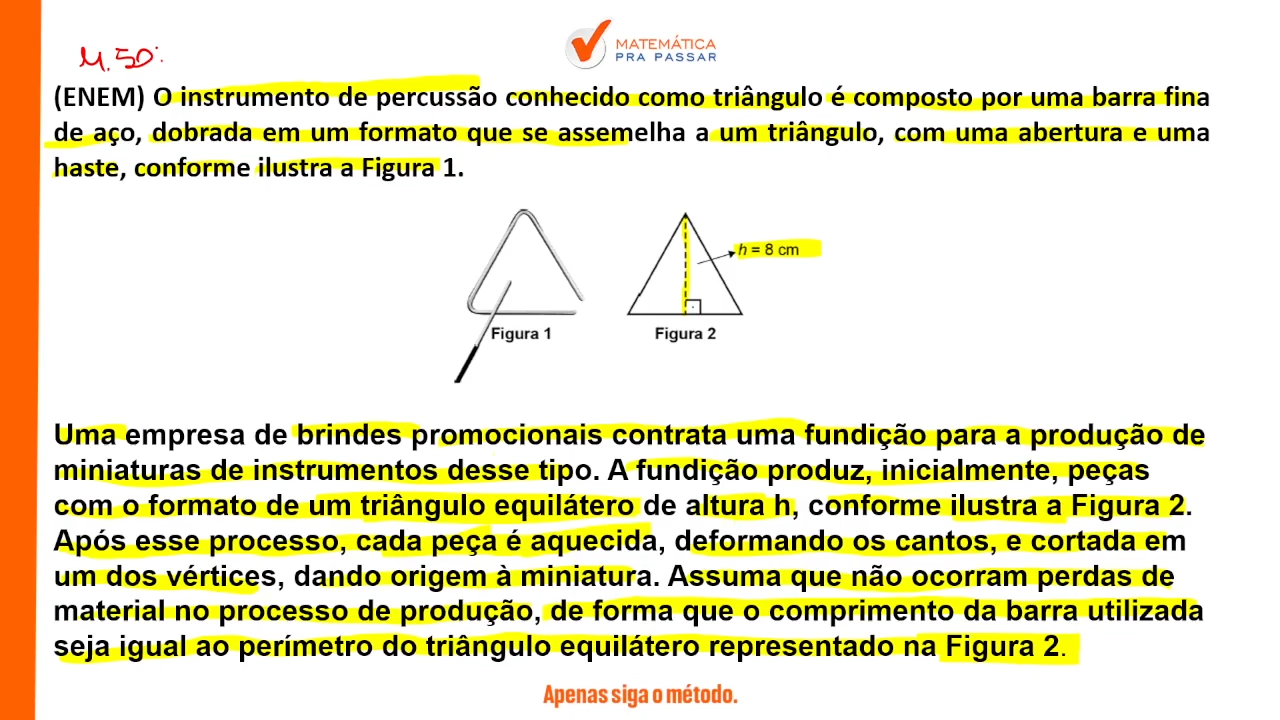 M.50:
MATEMÁTICA
PRA PASSAR
(ENEM) O instrumento de percussão conhecido como triângulo é composto por uma barra fina
de aço, dobrada em um formato que se assemelha a um triângulo, com uma abertura e uma
haste, conforme ilustra a Figura 1.
h = 8 cm
Figura 1
Figura 2
Uma empresa de brindes promocionais contrata uma fundição para a produção de
miniaturas de instrumentos desse tipo. A fundição produz, inicialmente, peças
com o formato de um triângulo equilátero de altura h, conforme ilustra a Figura 2.
Após esse processo, cada peça é aquecida, deformando os cantos, e cortada em
um dos vértices, dando origem à miniatura. Assuma que não ocorram perdas de
material no processo de produção, de forma que o comprimento da barra utilizada
seja igual ao perímetro do triângulo equilátero representado na Figura 2.
Apenas siga o método.